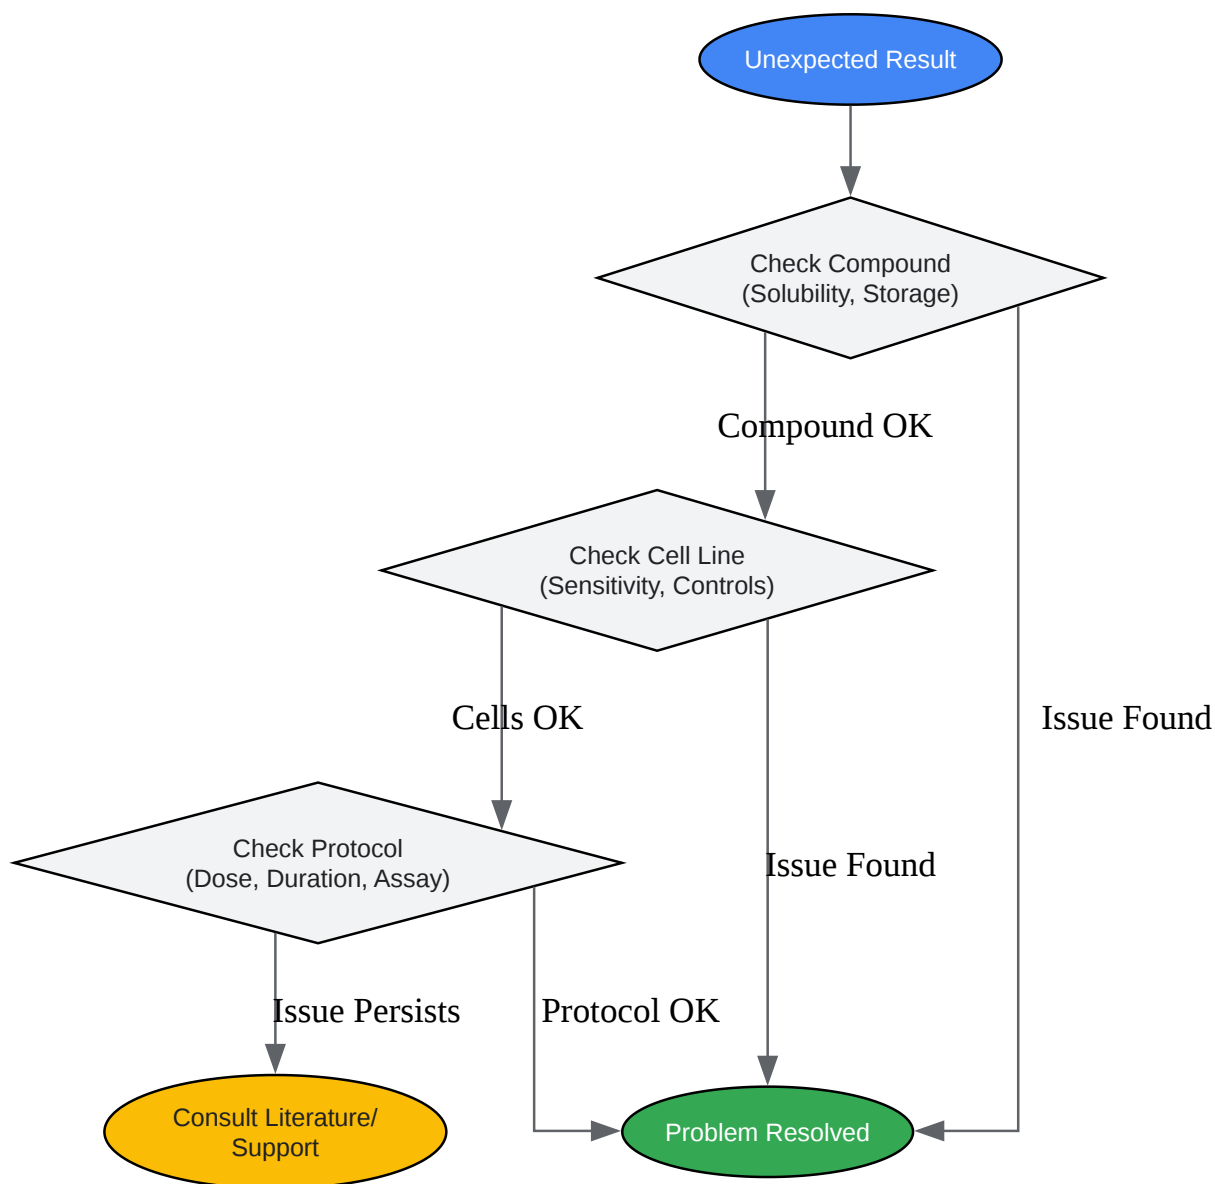 Unexpected Result
Check Compound
(Solubility, Storage)
Compound OK
Check Cell Line
(Sensitivity, Controls)
Cells OK
Issue Found
Check Protocol
(Dose, Duration, Assay)
Issue Found
Issue Persists
Protocol OK
Consult Literature/
Support
Problem Resolved